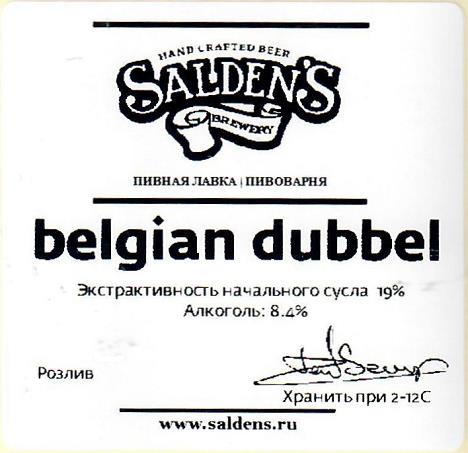 HAND CRAFTED BEER
SALDEN'S
BREWERY
ПИВНАЯ ЛАВКА | ПИВОВАРНЯ
belgian dubbel
Экстрактивность начального сусла 19%
Алкоголь: 8.4%
Розлив
Хранить при 2-12С
www.saldens.ru